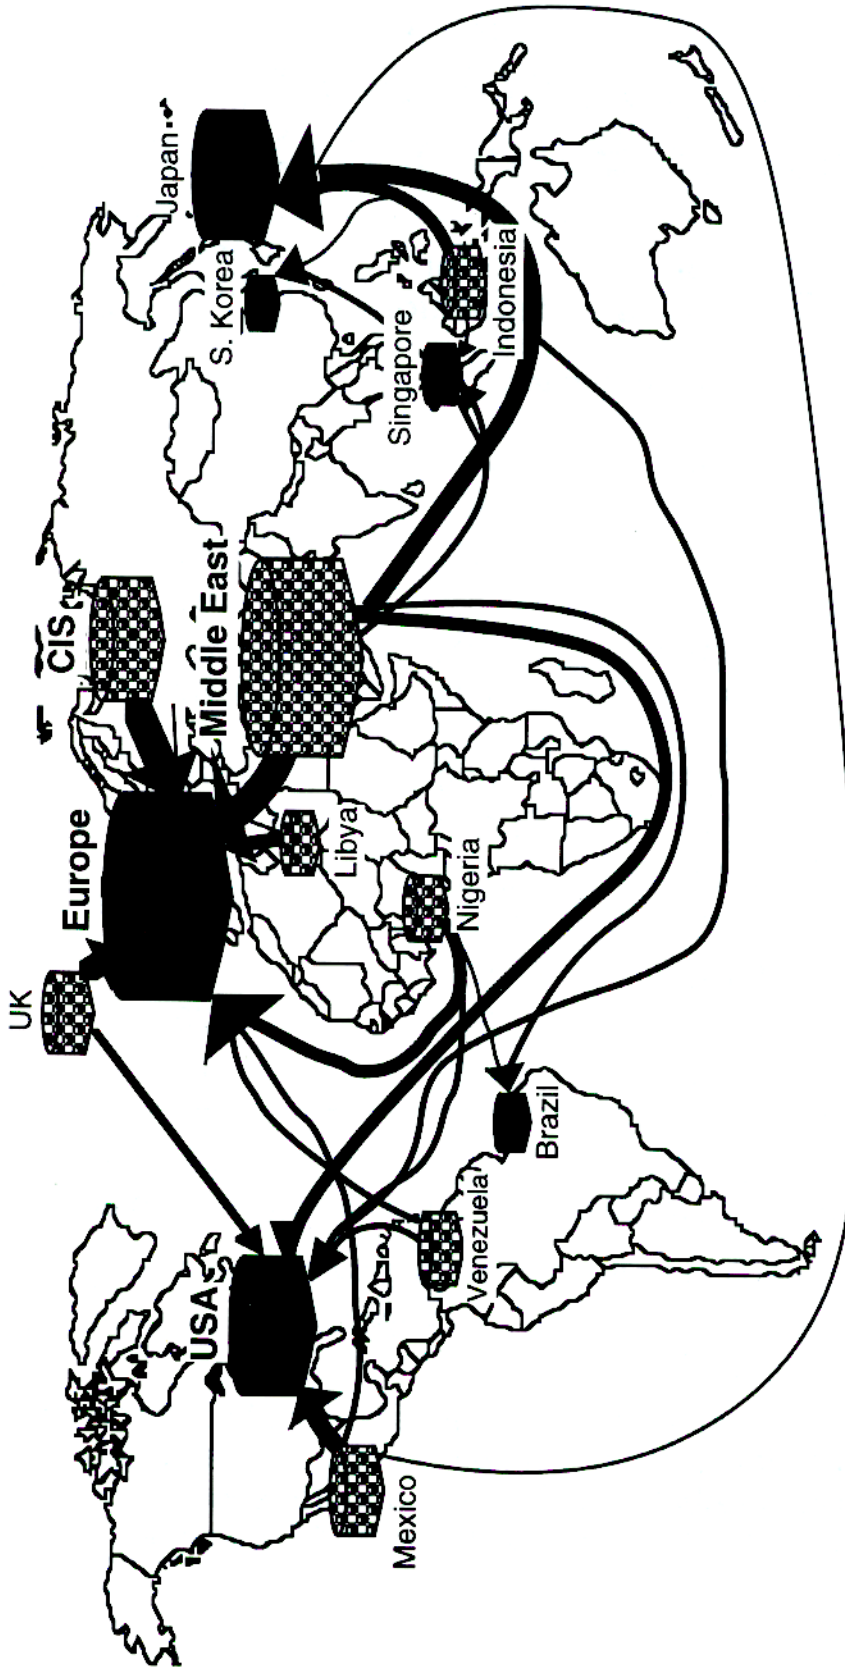 UK
Europe
CIS
Middle East
Japan
S. Korea
USA
Libya
Singapore
Nigeria
Indonesia
Mexico
Venezuela
Brazil